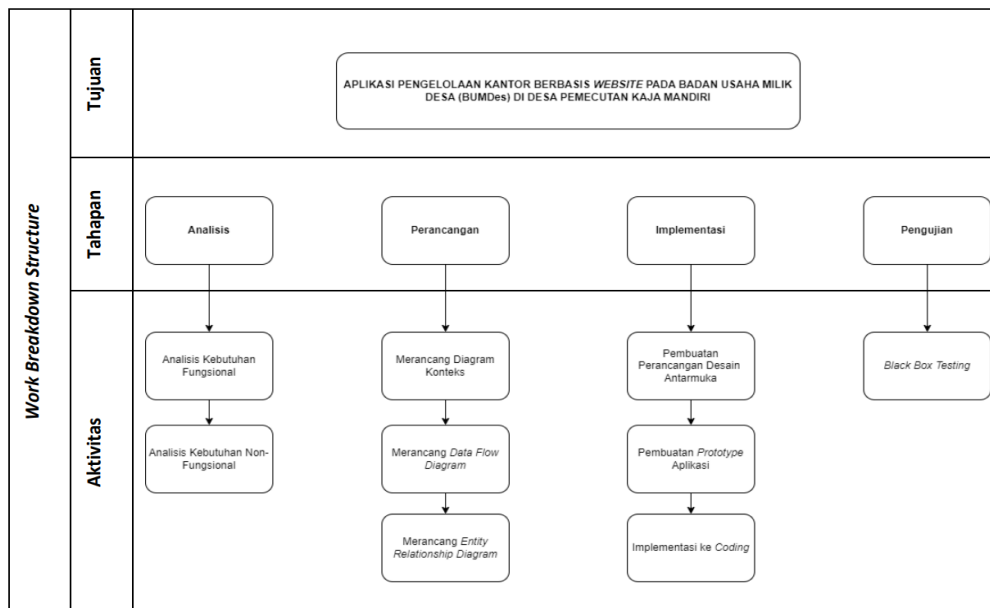 Work Breakdown Structure
Tujuan
APLIKASI PENGELOLAAN KANTOR BERBASIS WEBSITE PADA BADAN USAHA MILIK
DESA (BUMDes) DI DESA PEMECUTAN KAJA MANDIRI
Tahapan
Analisis
Perancangan
Implementasi
Pengujian
Aktivitas
Analisis Kebutuhan
Fungsional
Merancang Diagram
Konteks
Pembuatan
Perancangan Desain
Antarmuka
Black Box Testing
Analisis Kebutuhan Non-
Fungsional
Merancang Data Flow
Diagram
Pembuatan Prototype
Aplikasi
Merancang Entity
Relationship Diagram
Implementasi ke Coding